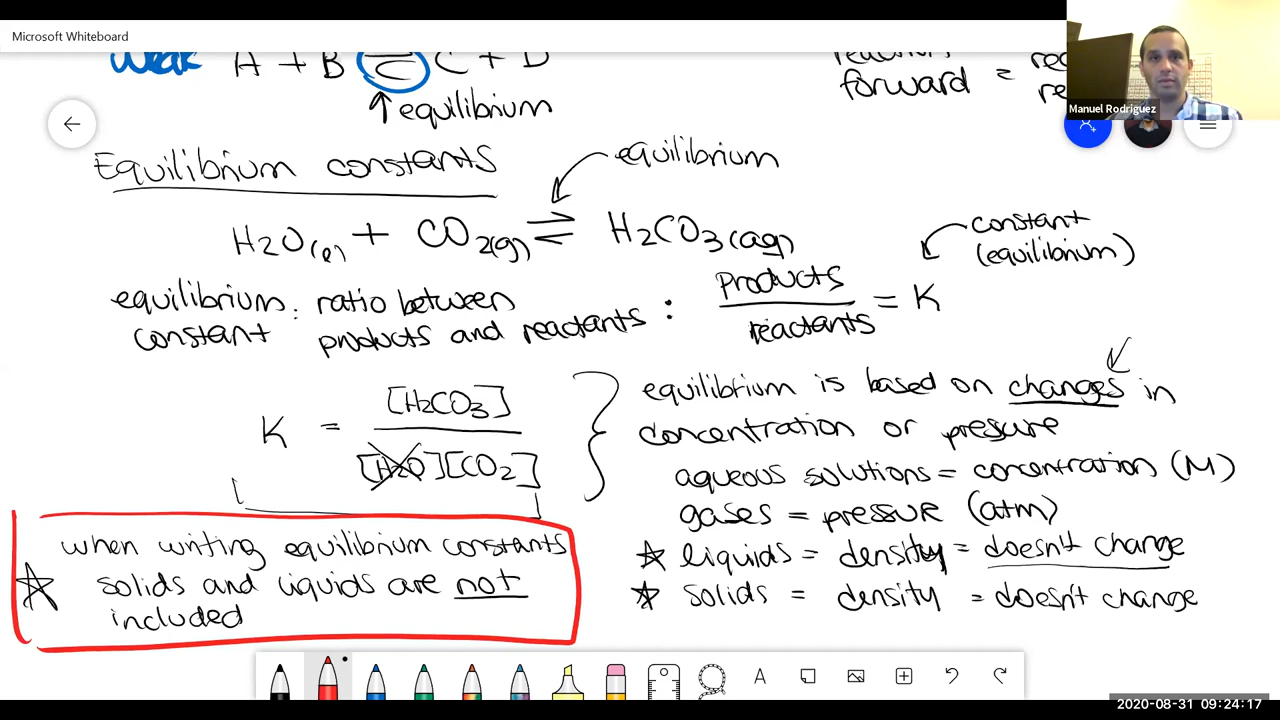 Microsoft Whiteboard
weak A + B ⇌ C + D
forward =
↑ equilibrium
Manuel Rodriguez
Equilibrium constants
equilibrium
H2O(l) + CO2(g) ⇌ H2CO3(aq)
constant
(equilibrium)
equilibrium : ratio between
constant products and reactants :
products
reactants
= K
K = [H2CO3]
[H2O][CO2]
equilibrium is based on changes in
concentration or pressure
aqueous solutions = concentration (M)
gases = pressure (atm)
☆ liquids = density = doesn't change
☆ solids = density = doesn't change
when writing equilibrium constants
☆ solids and liquids are not
included
A
2020-08-31 09:24:17